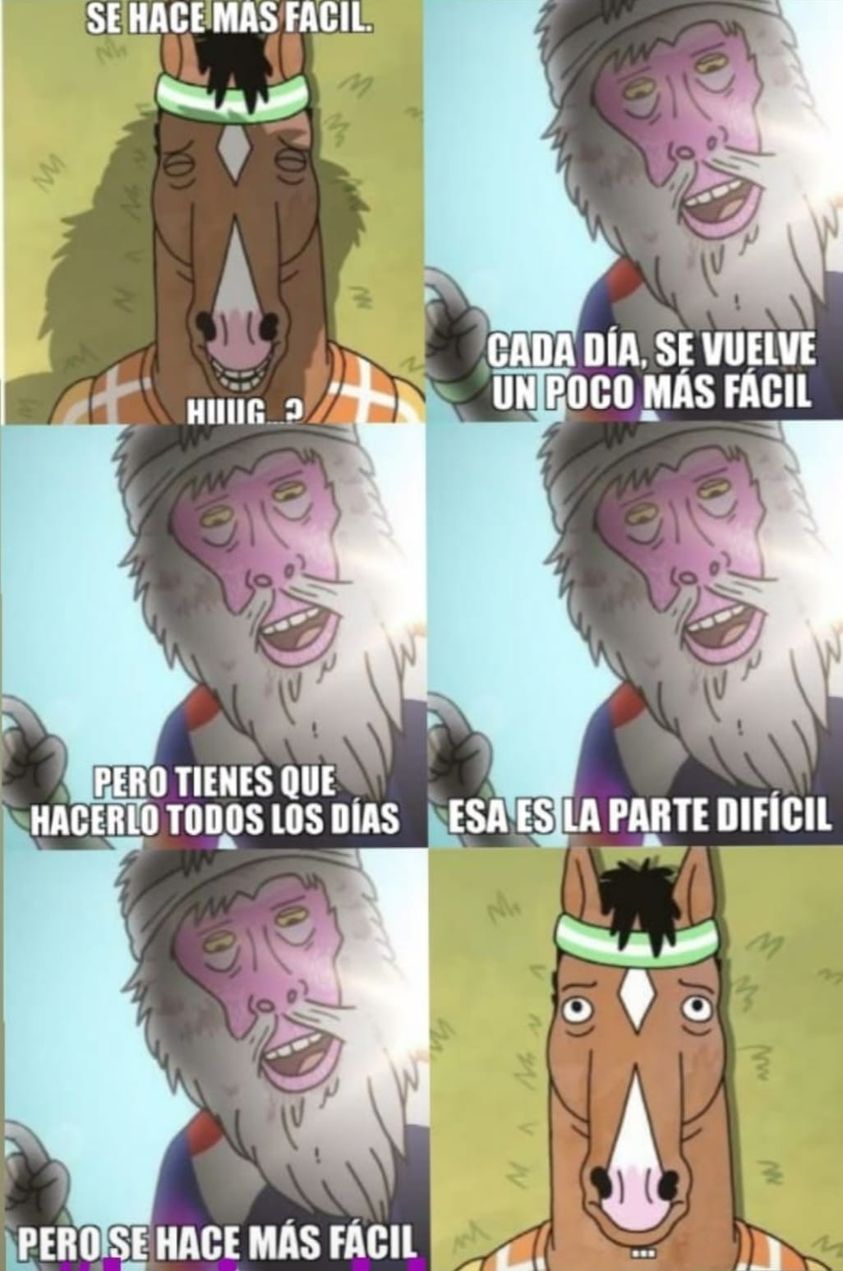 SE HACE MÁS FÁCIL.
HUUG...?
CADA DÍA, SE VUELVE
UN POCO MÁS FÁCIL
PERO TIENES QUE
HACERLO TODOS LOS DÍAS
ESA ES LA PARTE DIFÍCIL
PERO SE HACE MÁS FÁCIL
...